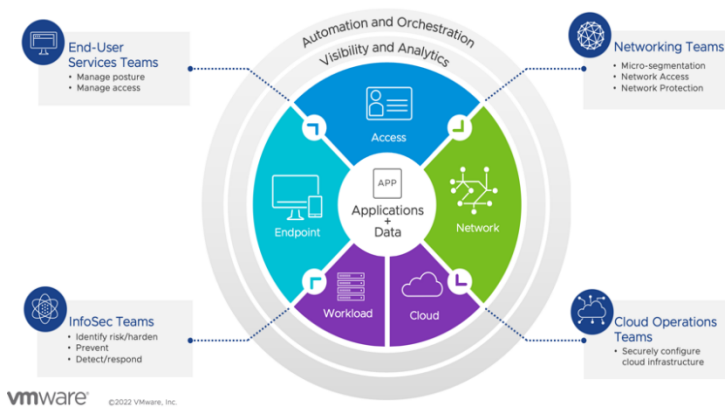 Automation and Orchestration
Visibility and Analytics
End-User
Services Teams
• Manage posture
• Manage access
Networking Teams
• Micro-segmentation
• Network Access
• Network Protection
Access
APP
Applications
+
Data
Endpoint
Network
Workload
Cloud
InfoSec Teams
• Identify risk/harden
• Prevent
• Detect/respond
Cloud Operations
Teams
• Securely configure
cloud infrastructure
vmware®
©2022 VMware, Inc.